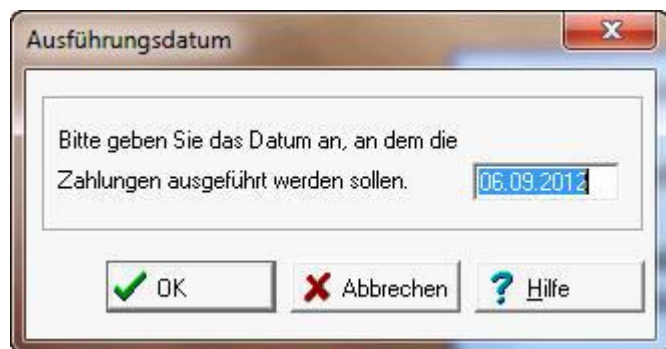 Ausführungsdatum
Bitte geben Sie das Datum an, an dem die
Zahlungen ausgeführt werden sollen. 06.09.2012
OK Abbrechen Hilfe